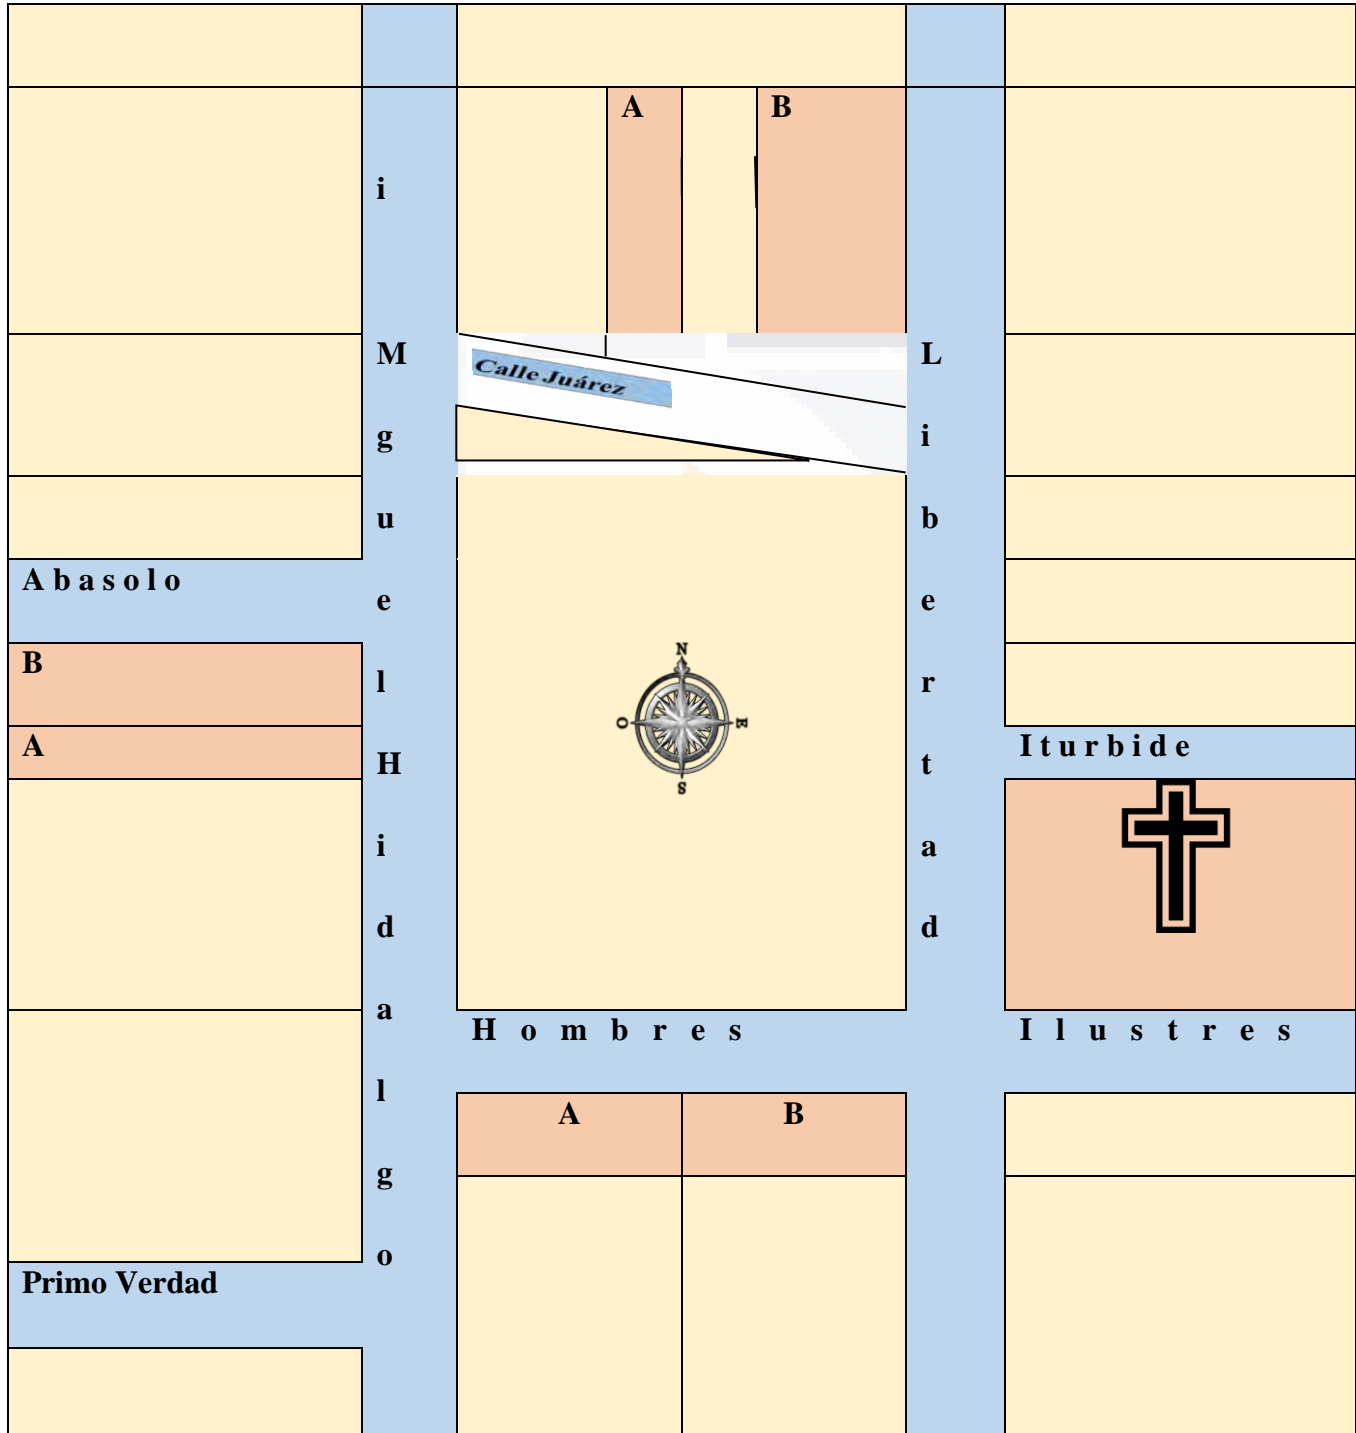 A B
i
M L
Calle Juárez
g i
u b
Abasolo
e e
N
B
l r
O E
A
H t
Iturbide
S
i a
d d
a
Hombres Ilustres
l
A B
g
o
Primo Verdad